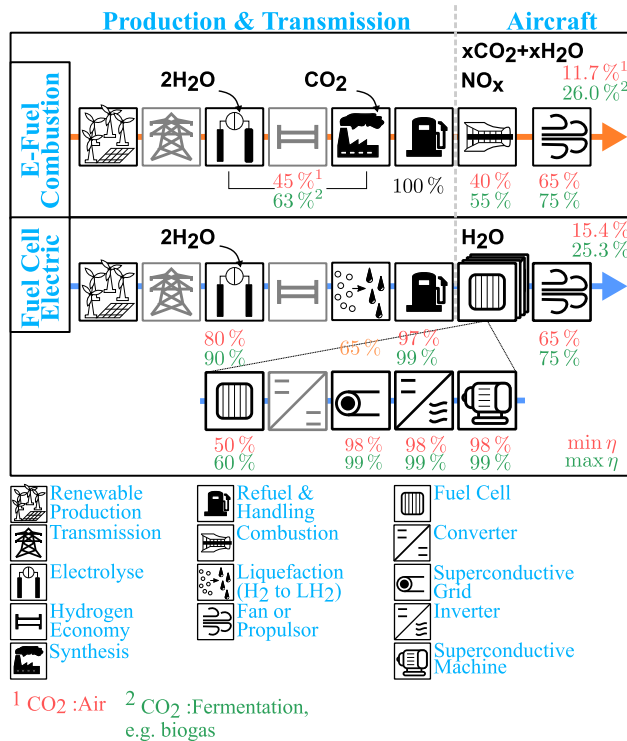 Production & Transmission
Aircraft
E-Fuel
Combustion
2H₂O
CO₂
xCO₂+xH₂O
NOₓ
11.7 %¹
26.0 %²
45 %¹
63 %²
100 %
40 %
55 %
65 %
75 %
Fuel Cell
Electric
2H₂O
H₂O
15.4 %
25.3 %
80 %
90 %
65 %
97 %
99 %
65 %
75 %
50 %
60 %
98 %
99 %
98 %
99 %
98 %
99 %
min η
max η
Renewable
Production
Transmission
Electrolyse
Hydrogen
Economy
Synthesis
Refuel &
Handling
Combustion
Liquefaction
(H₂ to LH₂)
Fan or
Propulsor
Fuel Cell
Converter
Superconductive
Grid
Inverter
Superconductive
Machine
¹ CO₂ :Air
² CO₂ :Fermentation,
e.g. biogas